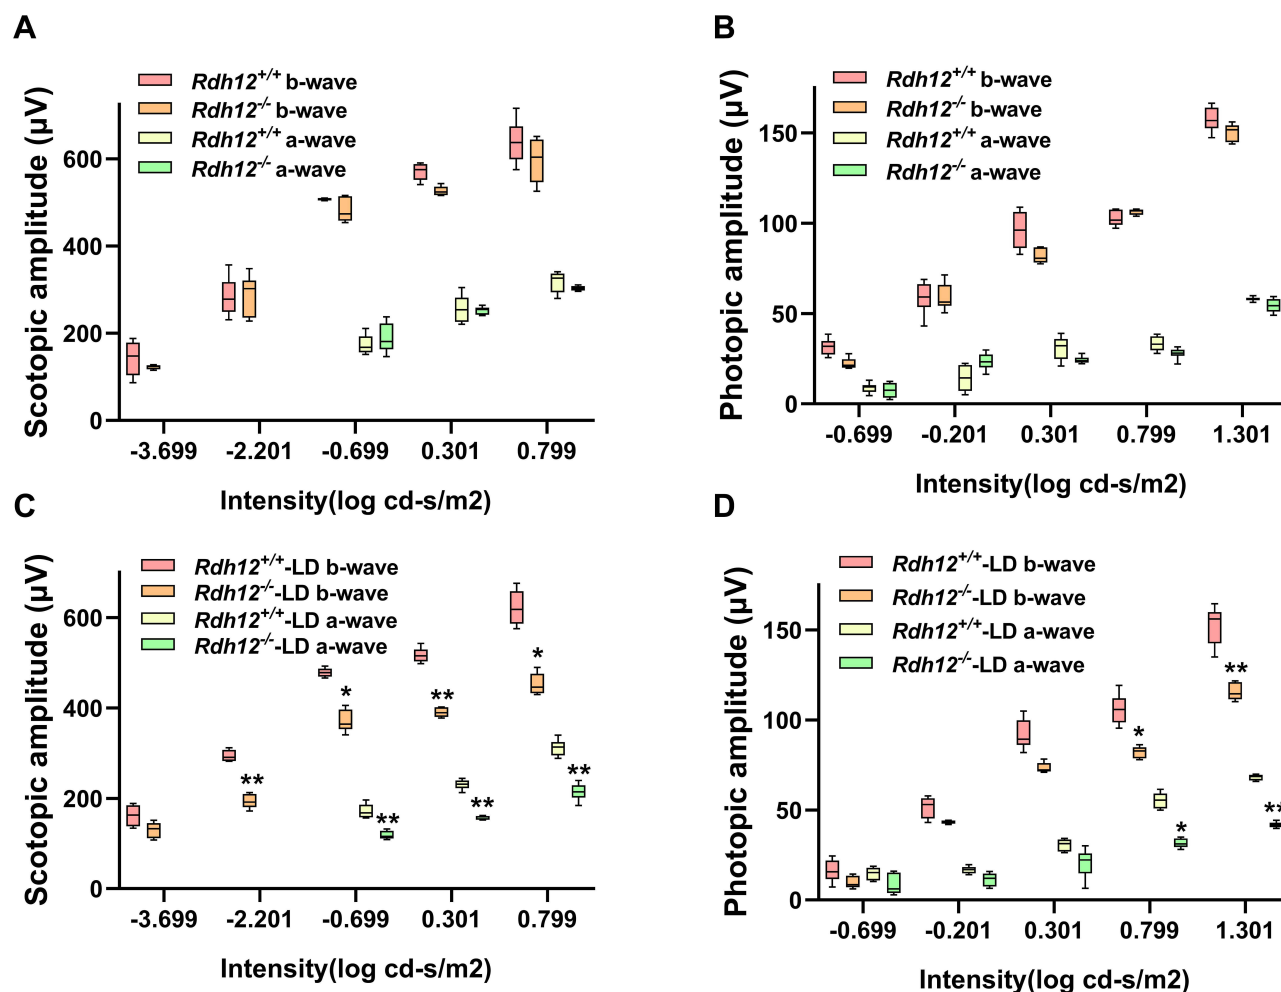 A
Scotopic amplitude (µV)
Rdh12+/+ b-wave
Rdh12-/- b-wave
Rdh12+/+ a-wave
Rdh12-/- a-wave
600
400
200
0
-3.699 -2.201 -0.699 0.301 0.799
Intensity(log cd-s/m2)
B
Photopic amplitude (µV)
Rdh12+/+ b-wave
Rdh12-/- b-wave
Rdh12+/+ a-wave
Rdh12-/- a-wave
150
100
50
0
-0.699 -0.201 0.301 0.799 1.301
Intensity(log cd-s/m2)
C
Scotopic amplitude (µV)
Rdh12+/+-LD b-wave
Rdh12-/--LD b-wave
Rdh12+/+-LD a-wave
Rdh12-/--LD a-wave
600
400
200
0
** * ** ** ** * **
-3.699 -2.201 -0.699 0.301 0.799
Intensity(log cd-s/m2)
D
Photopic amplitude (µV)
Rdh12+/+-LD b-wave
Rdh12-/--LD b-wave
Rdh12+/+-LD a-wave
Rdh12-/--LD a-wave
150
100
50
0
* * ** **
-0.699 -0.201 0.301 0.799 1.301
Intensity(log cd-s/m2)